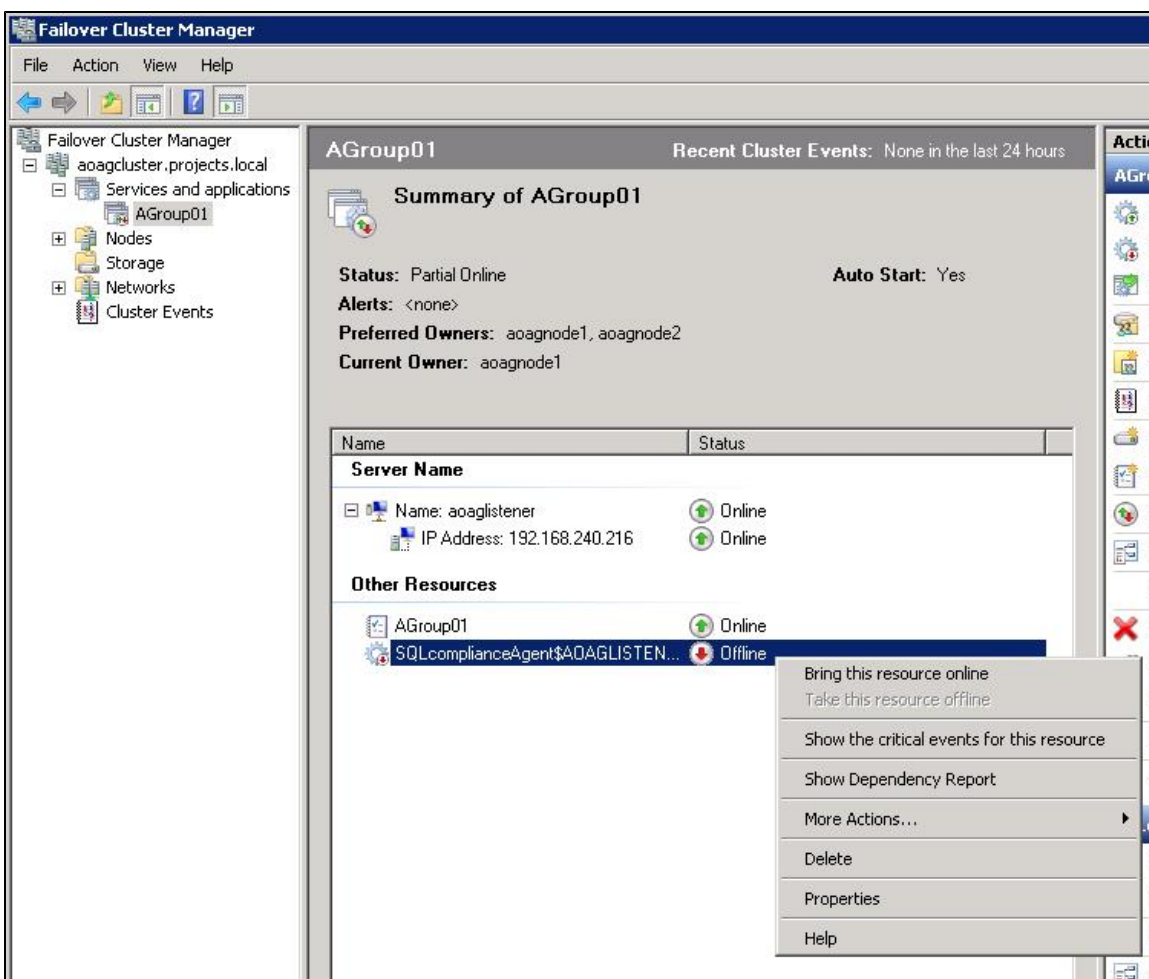 Failover Cluster Manager
File Action View Help
Failover Cluster Manager
aoagcluster.projects.local
Services and applications
AGroup01
Nodes
Storage
Networks
Cluster Events
AGroup01 Recent Cluster Events: None in the last 24 hours
Summary of AGroup01
Status: Partial Online Auto Start: Yes
Alerts: <none>
Preferred Owners: aoagnode1, aoagnode2
Current Owner: aoagnode1
Name Status
Server Name
Name: aoaglistener Online
IP Address: 192.168.240.216 Online
Other Resources
AGroup01 Online
SQLcomplianceAgent$AOAGLISTEN... Offline
Bring this resource online
Take this resource offline
Show the critical events for this resource
Show Dependency Report
More Actions...
Delete
Properties
Help
Acti
AGr